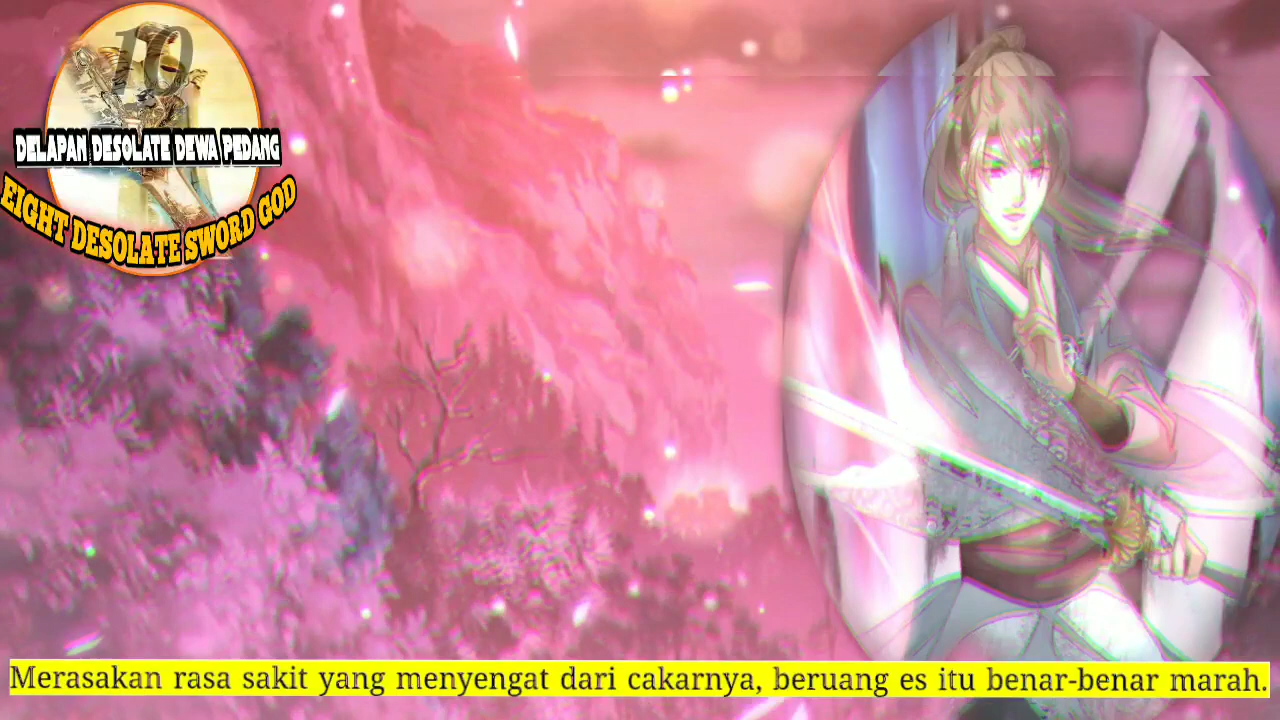 10
DELAPAN DESOLATE DEWA PEDANG
EIGHT DESOLATE SWORD GOD
Merasakan rasa sakit yang menyengat dari cakarnya, beruang es itu benar-benar marah.